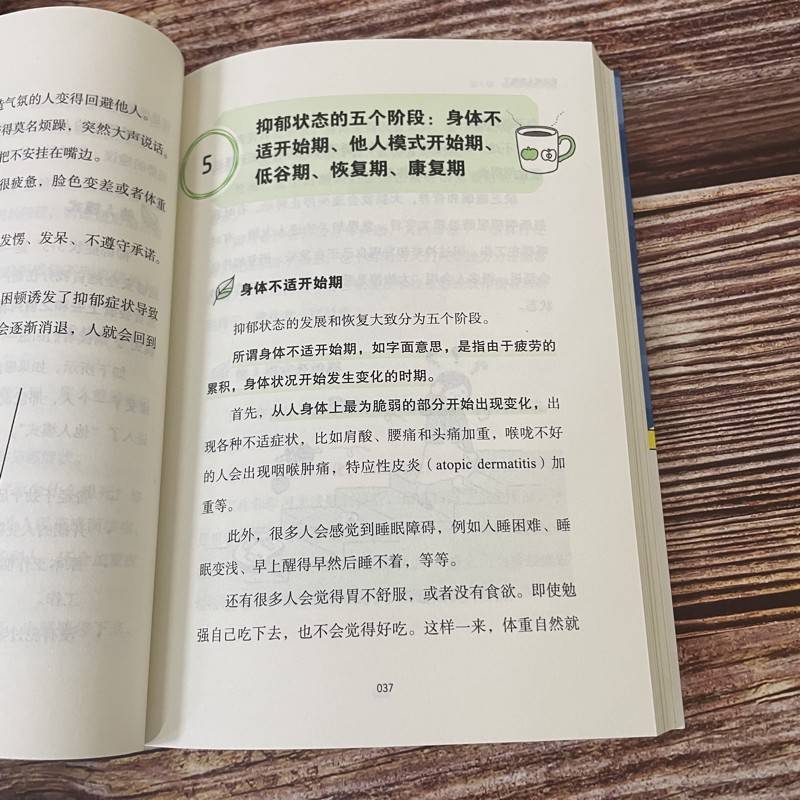 气氛的人变得回避他人。
得莫名烦躁，突然大声说话。
把不安挂在嘴边。
很疲惫，脸色变差或者体重
发愣、发呆、不遵守承诺。
困顿诱发了抑郁症状导致
会逐渐消退，人就会回到
5
抑郁状态的五个阶段：身体不
适开始期、他人模式开始期、
低谷期、恢复期、康复期
身体不适开始期
抑郁状态的发展和恢复大致分为五个阶段。
所谓身体不适开始期，如字面意思，是指由于疲劳的
累积，身体状况开始发生变化的时期。
首先，从人身体上最为脆弱的部分开始出现变化，出
现各种不适症状，比如肩酸、腰痛和头痛加重，喉咙不好
的人会出现咽喉肿痛，特应性皮炎（atopic dermatitis）加
重等。
此外，很多人会感觉到睡眠障碍，例如入睡困难、睡
眠变浅、早上醒得早然后睡不着，等等。
还有很多人会觉得胃不舒服，或者没有食欲。即使勉
强自己吃下去，也不会觉得好吃。这样一来，体重自然就
037